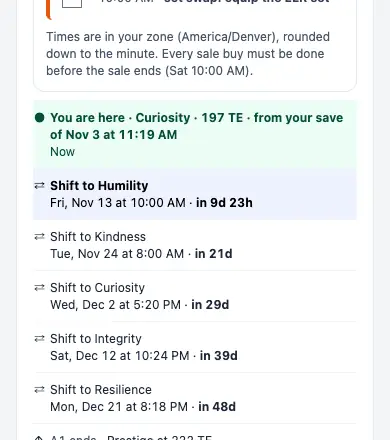 Times are in your zone (America/Denver), rounded
down to the minute. Every sale buy must be done
before the sale ends (Sat 10:00 AM).
You are here · Curiosity · 197 TE · from your save
of Nov 3 at 11:19 AM
Now
Shift to Humility
Fri, Nov 13 at 10:00 AM · in 9d 23h
Shift to Kindness
Tue, Nov 24 at 8:00 AM · in 21d
Shift to Curiosity
Wed, Dec 2 at 5:20 PM · in 29d
Shift to Integrity
Sat, Dec 12 at 10:24 PM · in 39d
Shift to Resilience
Mon, Dec 21 at 8:18 PM · in 48d